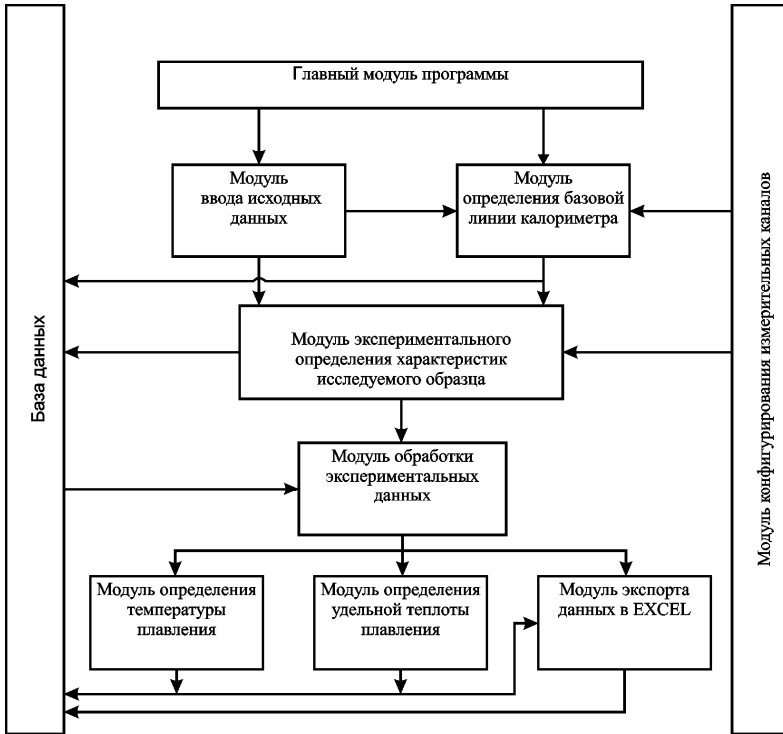 Главный модуль программы
Модуль
ввода исходных
данных
Модуль
определения базовой
линии калориметра
Модуль экспериментального
определения характеристик
исследуемого образца
Модуль обработки
экспериментальных
данных
Модуль определения
температуры
плавления
Модуль определения
удельной теплоты
плавления
Модуль экспорта
данных в EXCEL
База данных
Модуль конфигурирования измерительных каналов